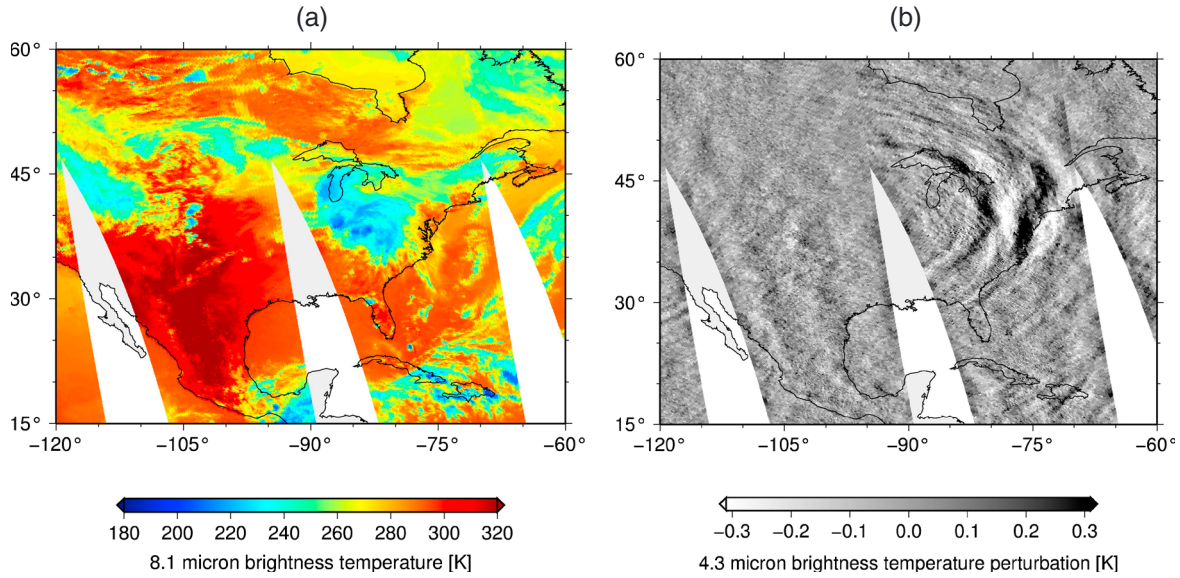 (a)
(b)
60°
45°
30°
15°
−120 −105 −90 −75 −60
60°
45°
30°
15°
−120 −105 −90 −75 −60°
180 200 220 240 260 280 300 320
8.1 micron brightness temperature [K]
−0.3 −0.2 −0.1 0.0 0.1 0.2 0.3
4.3 micron brightness temperature perturbation [K]